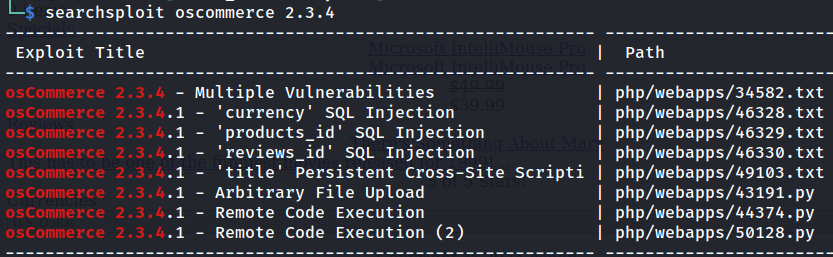 $ searchsploit oscommerce 2.3.4
Exploit Title | Path
osCommerce 2.3.4 - Multiple Vulnerabilities | php/webapps/34582.txt
osCommerce 2.3.4.1 - 'currency' SQL Injection | php/webapps/46328.txt
osCommerce 2.3.4.1 - 'products_id' SQL Injection | php/webapps/46329.txt
osCommerce 2.3.4.1 - 'reviews_id' SQL Injection | php/webapps/46330.txt
osCommerce 2.3.4.1 - 'title' Persistent Cross-Site Scripti | php/webapps/49103.txt
osCommerce 2.3.4.1 - Arbitrary File Upload | php/webapps/43191.py
osCommerce 2.3.4.1 - Remote Code Execution | php/webapps/44374.py
osCommerce 2.3.4.1 - Remote Code Execution (2) | php/webapps/50128.py
Microsoft IntelliMouse Pro
Microsoft IntelliMouse Pro
$49.99
$39.99